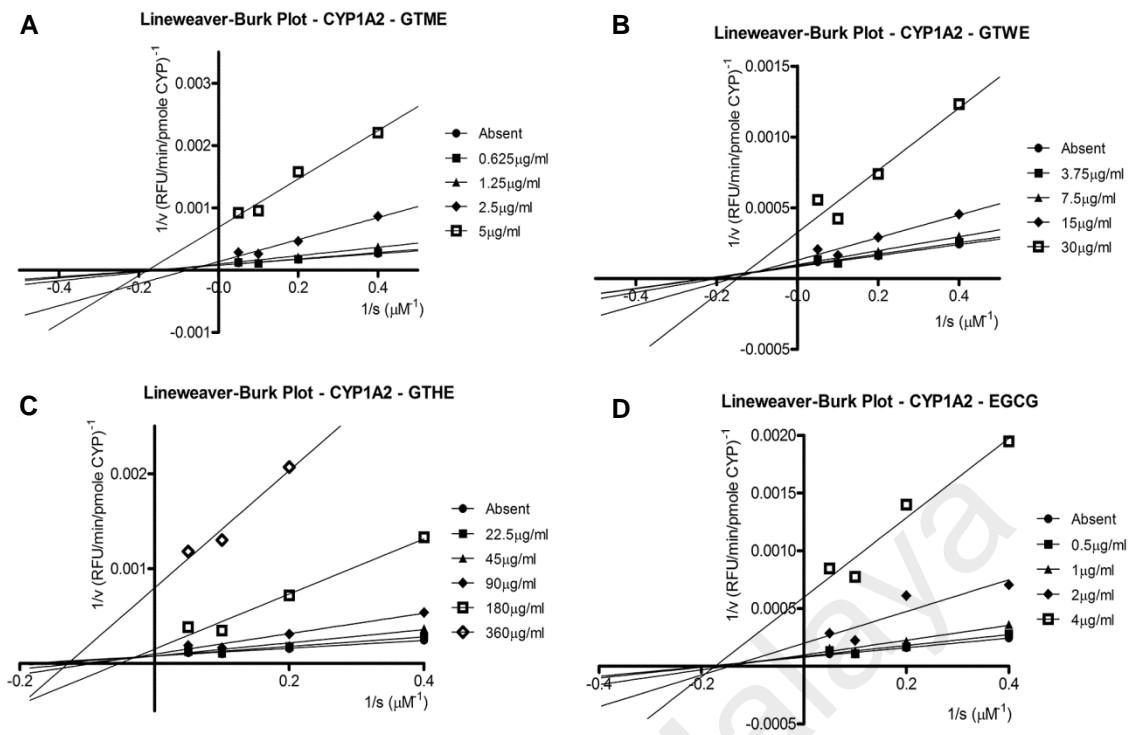 A
Lineweaver-Burk Plot - CYP1A2 - GTME
1/v (RFU/min/pmole CYP)⁻¹
0.003
0.002
0.001
-0.001
-0.4
-0.2
-0.0
0.2
0.4
1/s (µM⁻¹)
Absent
0.625µg/ml
1.25µg/ml
2.5µg/ml
5µg/ml
B
Lineweaver-Burk Plot - CYP1A2 - GTWE
1/v (RFU/min/pmole CYP)⁻¹
0.0015
0.0010
0.0005
-0.0005
-0.4
-0.2
-0.0
0.2
0.4
1/s (µM⁻¹)
Absent
3.75µg/ml
7.5µg/ml
15µg/ml
30µg/ml
C
Lineweaver-Burk Plot - CYP1A2 - GTHE
1/v (RFU/min/pmole CYP)⁻¹
0.002
0.001
-0.2
0.2
0.4
1/s (µM⁻¹)
Absent
22.5µg/ml
45µg/ml
90µg/ml
180µg/ml
360µg/ml
D
Lineweaver-Burk Plot - CYP1A2 - EGCG
1/v (RFU/min/pmole CYP)⁻¹
0.0020
0.0015
0.0010
0.0005
-0.0005
-0.4
-0.2
0.2
0.4
1/s (µM⁻¹)
Absent
0.5µg/ml
1µg/ml
2µg/ml
4µg/ml
alaya